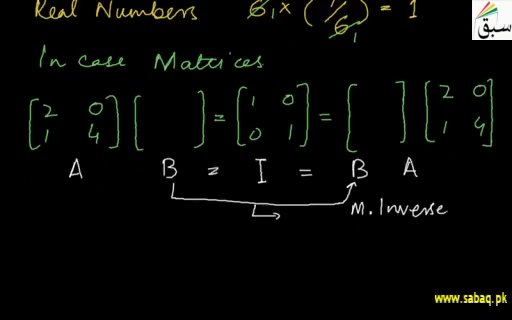 Real Numbers 6 × (1/6) = 1
سبق
In case Matrices
[2 0 1 4] [ ] = [1 0 0 1] = [ ] [2 0 1 4]
A B = I = B A
M. Inverse
www.sabaq.pk